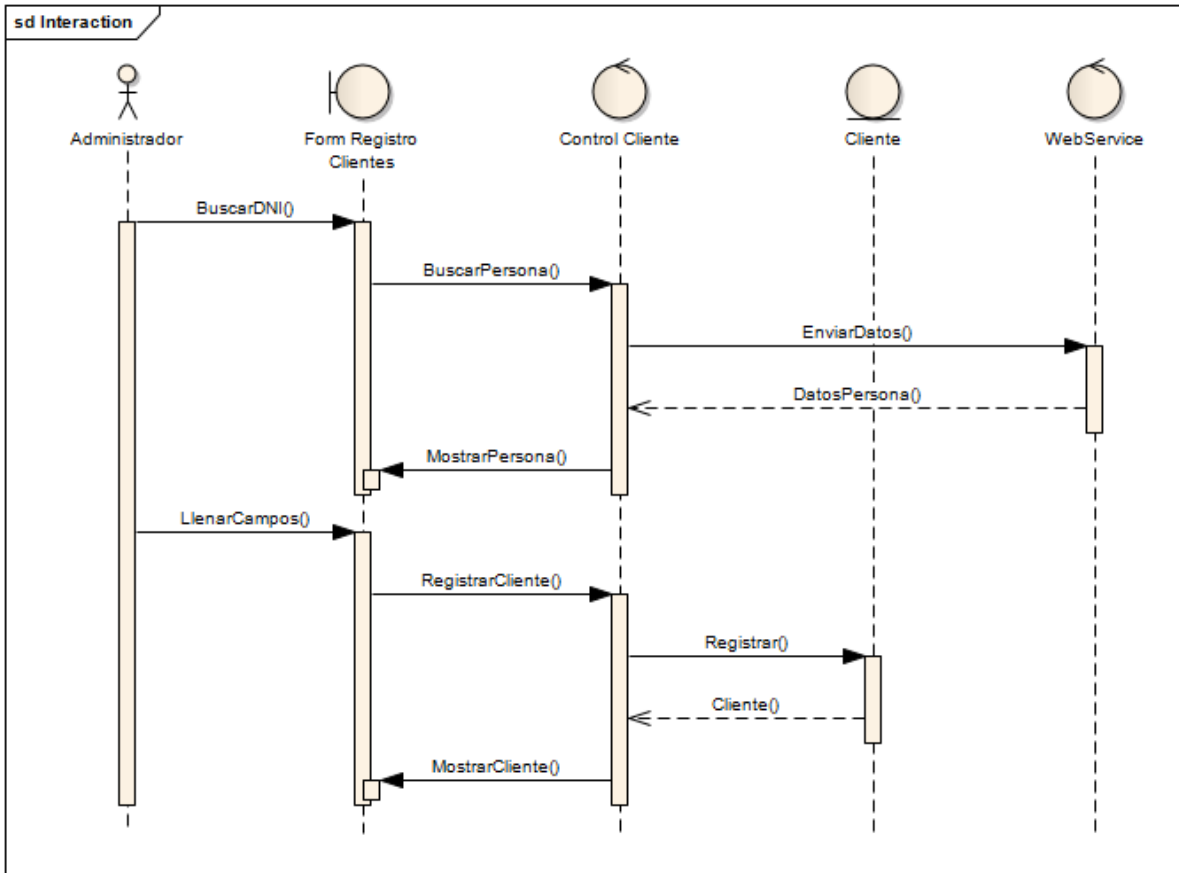 sd Interaction
Administrador
Form Registro
Clientes
Control Cliente
Cliente
WebService
BuscarDNI()
BuscarPersona()
EnviarDatos()
DatosPersona()
MostrarPersona()
LlenarCampos()
RegistrarCliente()
Registrar()
Cliente()
MostrarCliente()